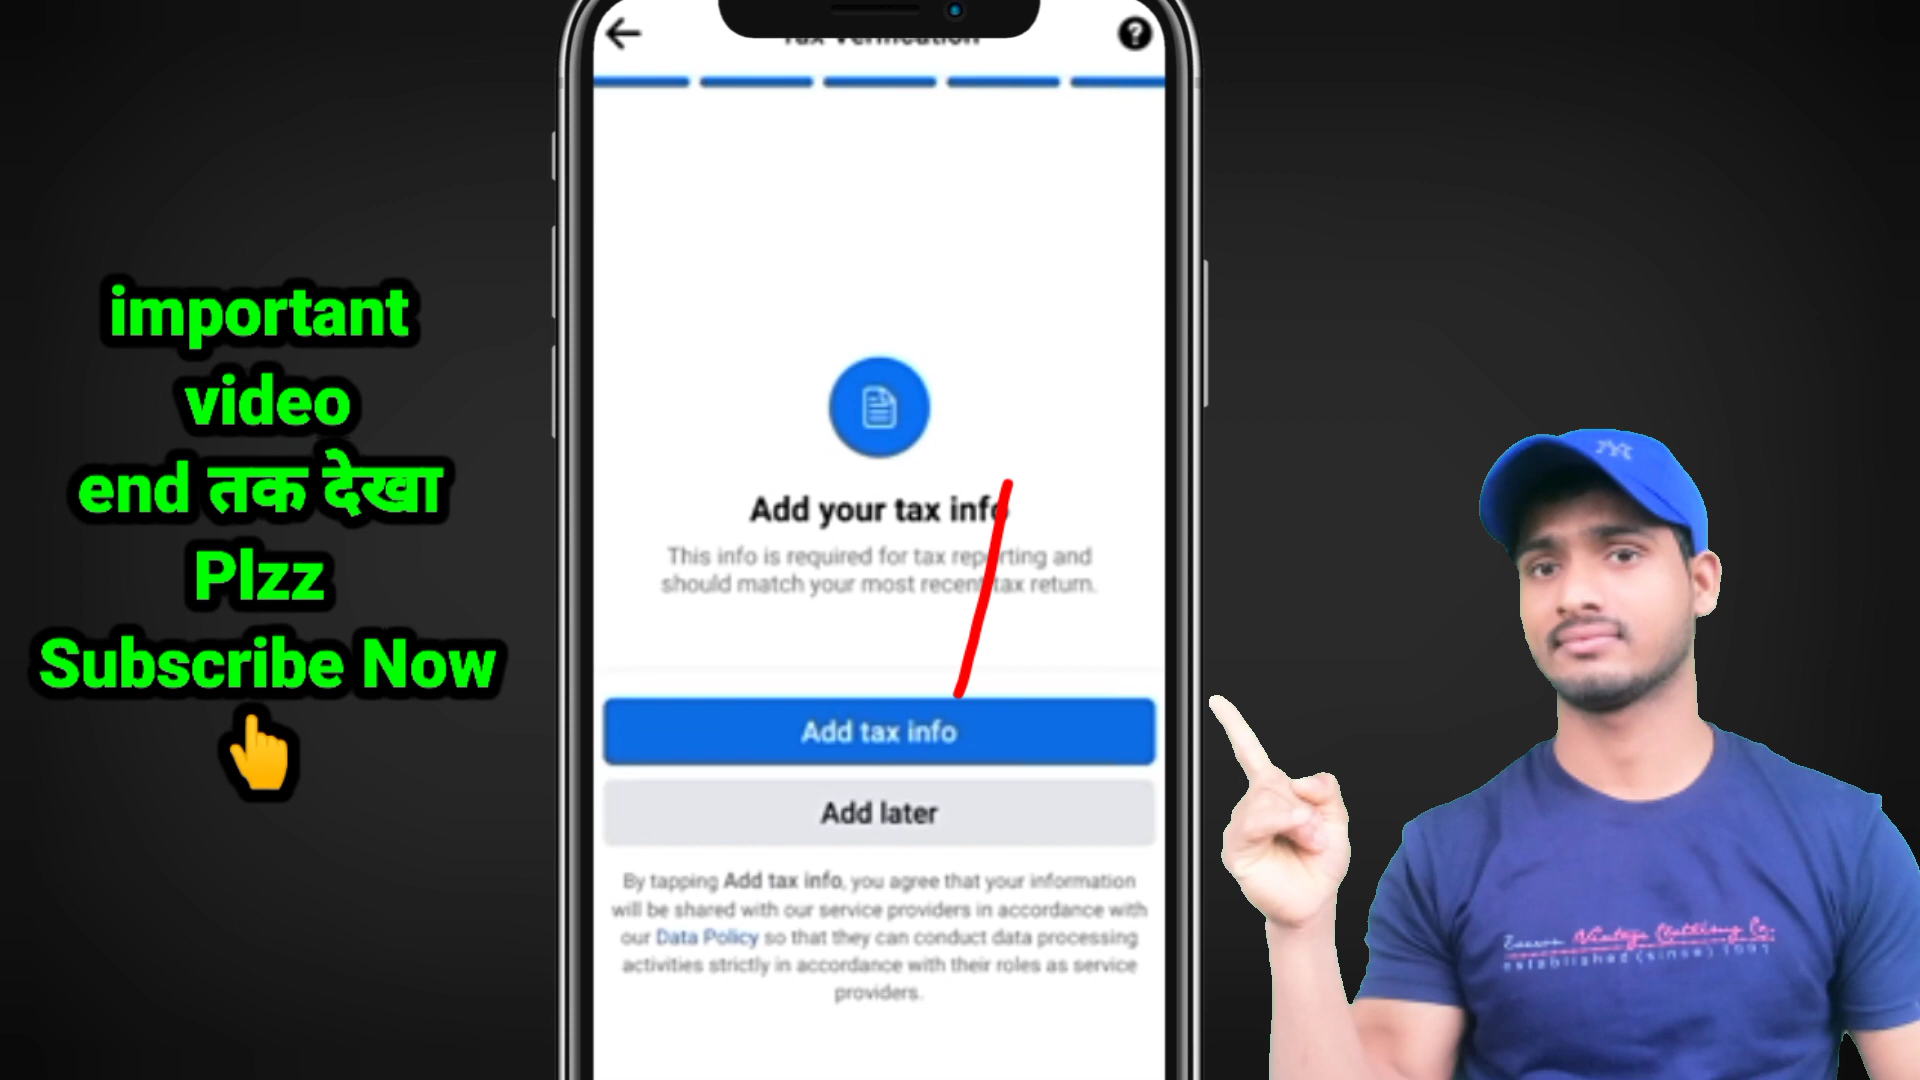 Tax Verification
important
video
end तक देखा
Plzz
Subscribe Now
Add your tax info
This info is required for tax reporting and
should match your most recent tax return.
Add tax info
Add later
By tapping Add tax info, you agree that your information
will be shared with our service providers in accordance with
our Data Policy so that they can conduct data processing
activities strictly in accordance with their roles as service
providers.